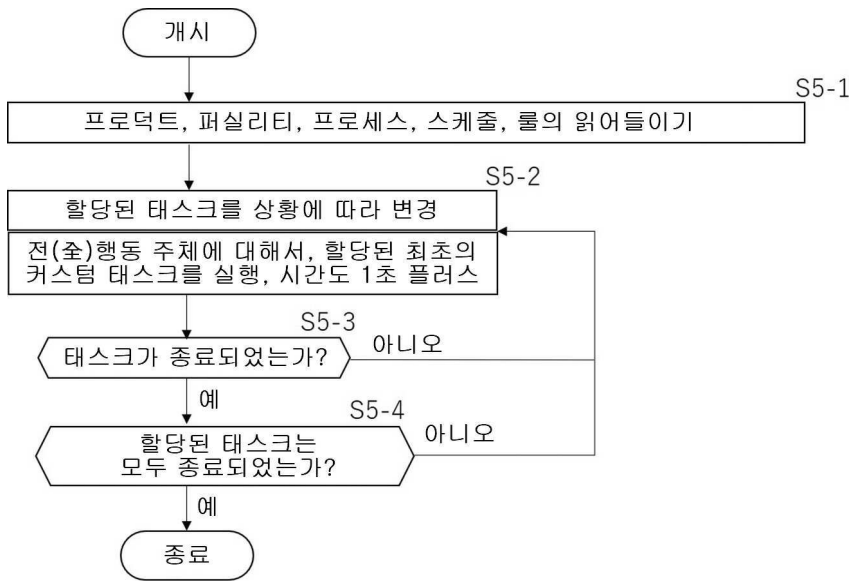 개시
S5-1
프로덕트, 퍼실리티, 프로세스, 스케줄, 룰의 읽어들이기
S5-2
할당된 태스크를 상황에 따라 변경
전(全)행동 주체에 대해서, 할당된 최초의
커스텀 태스크를 실행, 시간도 1초 플러스
S5-3
태스크가 종료되었는가?
아니오
예
S5-4
할당된 태스크는
모두 종료되었는가?
아니오
예
종료